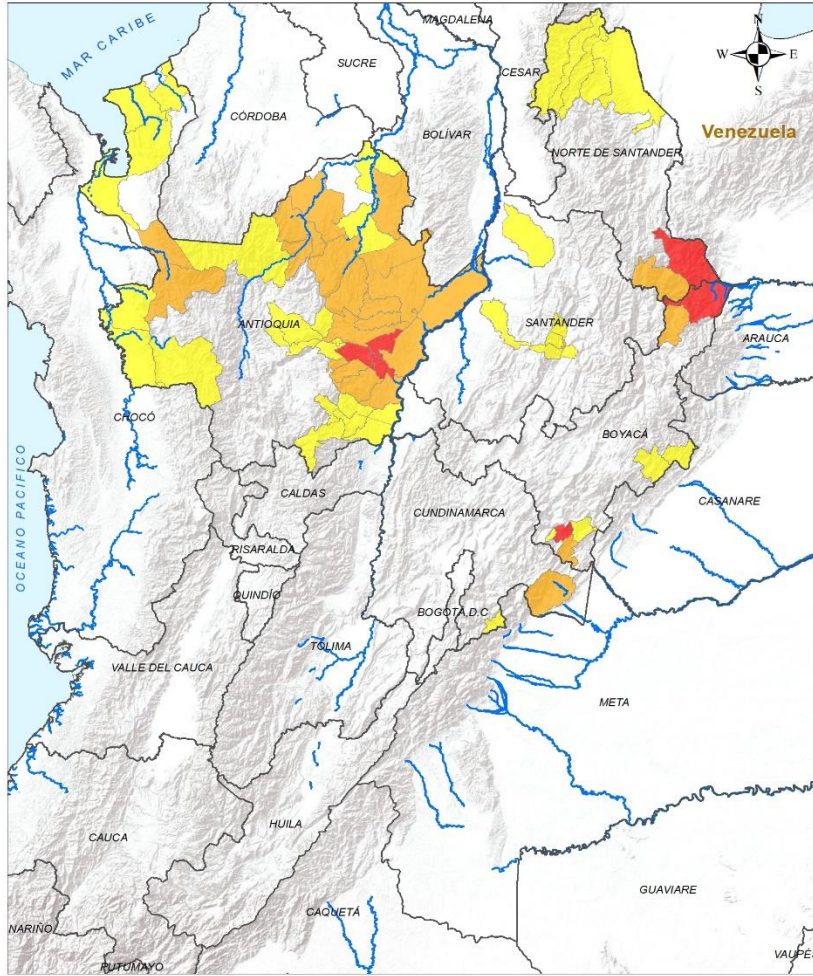 MAGDALENA
N
MAR CARIBE
SUCRE
CESAR
W
E
S
CÓRDOBA
BOLÍVAR
Venezuela
NORTE DE SANTANDER
ANTIOQUIA
SANTANDER
ARAUCA
CHOCÓ
BOYACÁ
OCEANO PACIFICO
CALDAS
CUNDINAMARCA
CASANARE
RISARALDA
QUINDÍO
BOGOTÁ, D.C
TOLIMA
VALLE DEL CAUCA
META
HUILA
CAUCA
GUAVIARE
CAQUETÁ
NARIÑO
PUTUMAYO
VAUPÉS